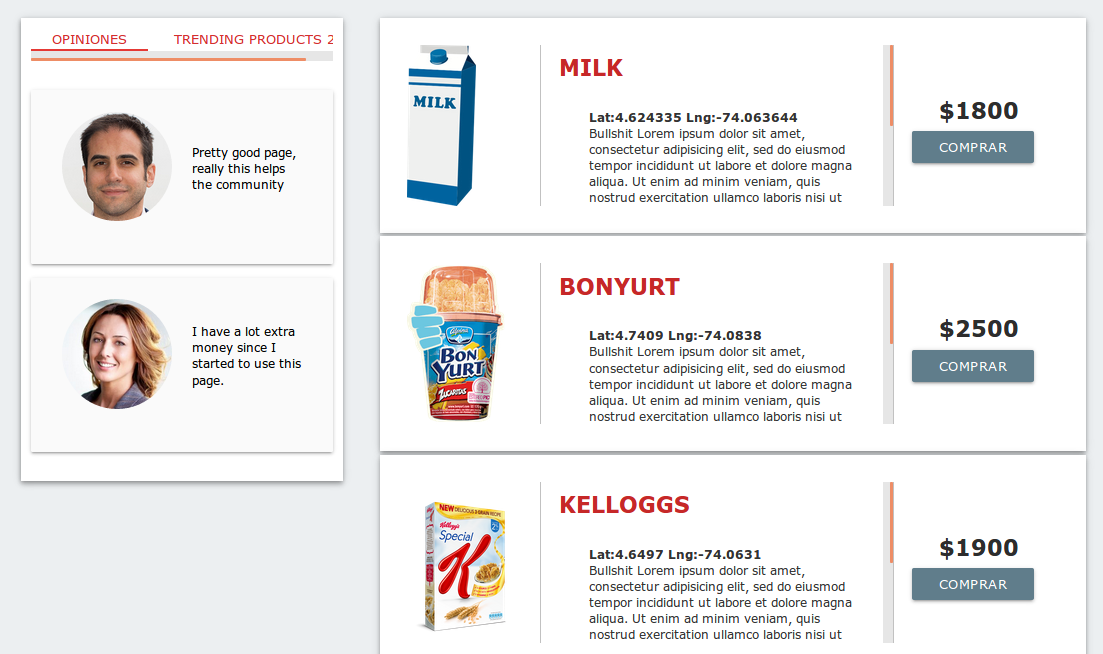 OPINIONES TRENDING PRODUCTS 2
Pretty good page,
really this helps
the community
I have a lot extra
money since I
started to use this
page.
MILK
MILK
Lat:4.624335 Lng:-74.063644
Bullshit Lorem ipsum dolor sit amet,
consectetur adipisicing elit, sed do eiusmod
tempor incididunt ut labore et dolore magna
aliqua. Ut enim ad minim veniam, quis
nostrud exercitation ullamco laboris nisi ut
$1800
COMPRAR
Alpina
BON
YURT
ZUCARITAS
BONYURT
Lat:4.7409 Lng:-74.0838
Bullshit Lorem ipsum dolor sit amet,
consectetur adipisicing elit, sed do eiusmod
tempor incididunt ut labore et dolore magna
aliqua. Ut enim ad minim veniam, quis
nostrud exercitation ullamco laboris nisi ut
$2500
COMPRAR
NEW DELICIOUS 3 GRAIN RECIPE
Kellogg's
Special
K
KELLOGGS
Lat:4.6497 Lng:-74.0631
Bullshit Lorem ipsum dolor sit amet,
consectetur adipisicing elit, sed do eiusmod
tempor incididunt ut labore et dolore magna
aliqua. Ut enim ad minim veniam, quis
nostrud exercitation ullamco laboris nisi ut
$1900
COMPRAR